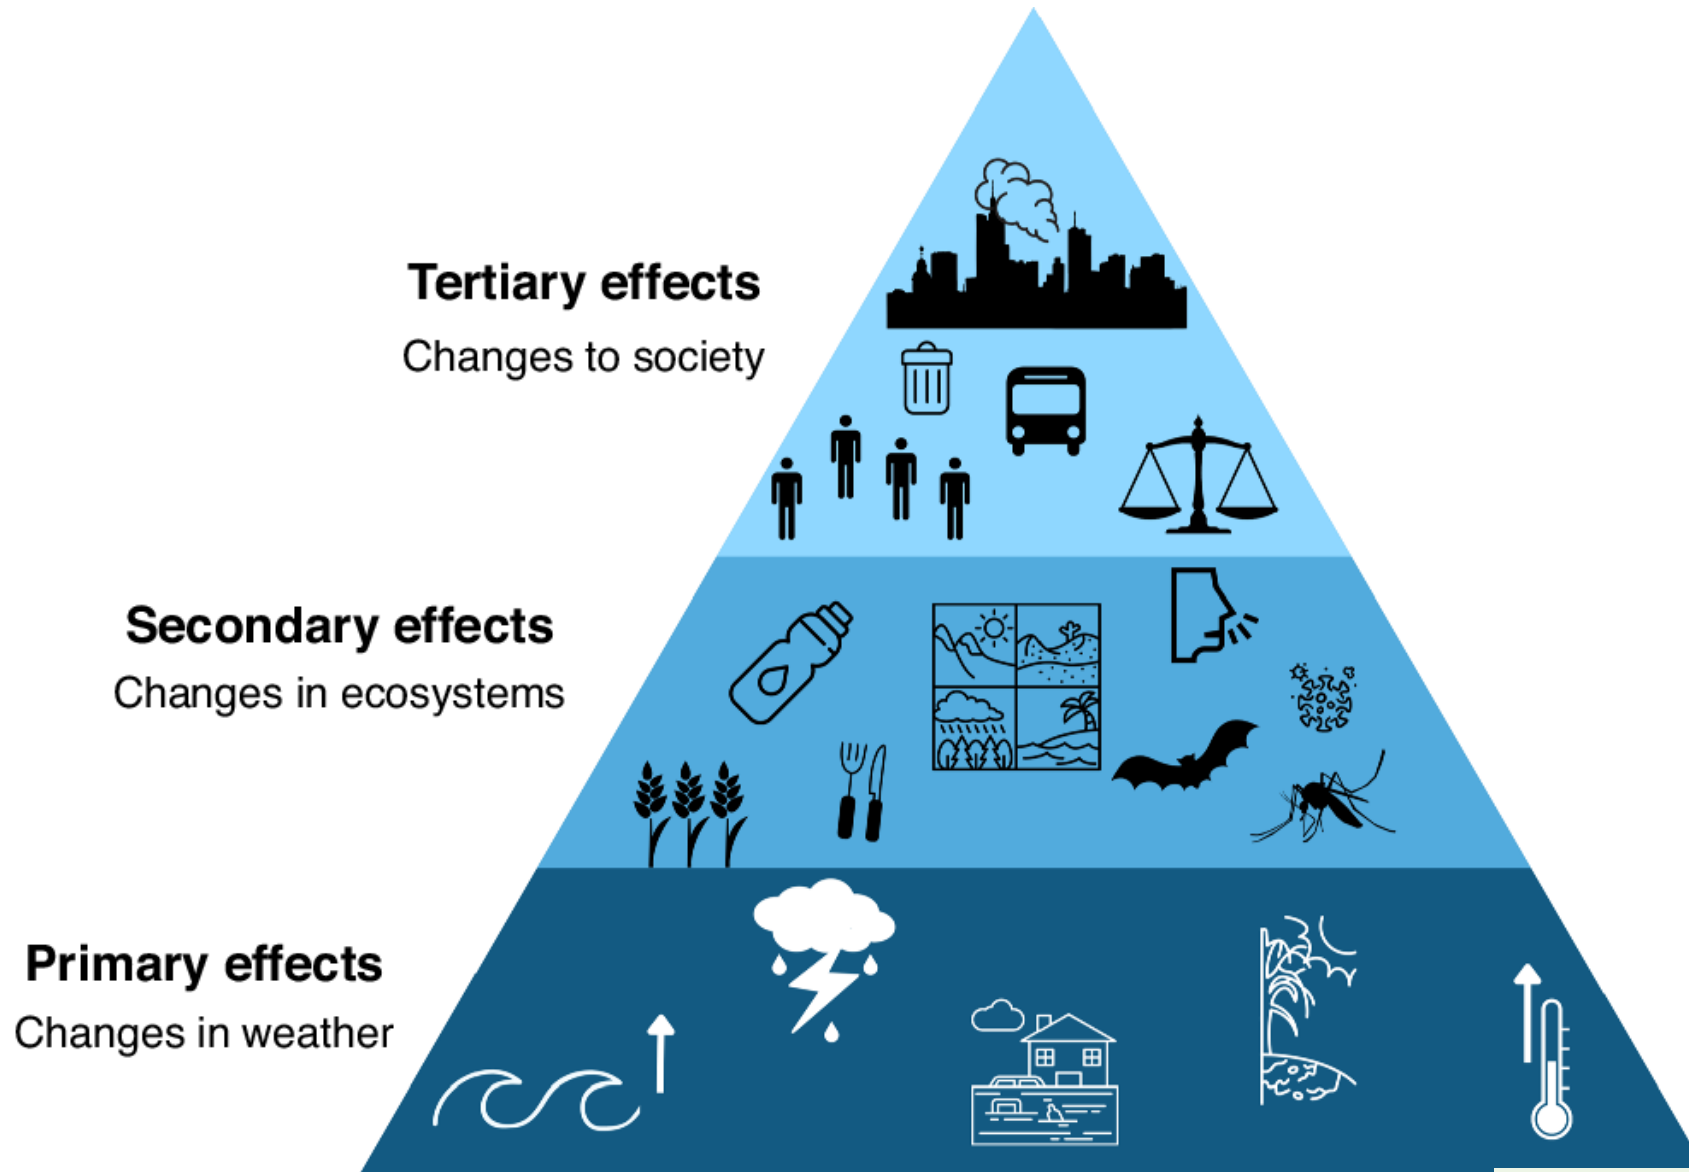 Tertiary effects
Changes to society
Secondary effects
Changes in ecosystems
Primary effects
Changes in weather